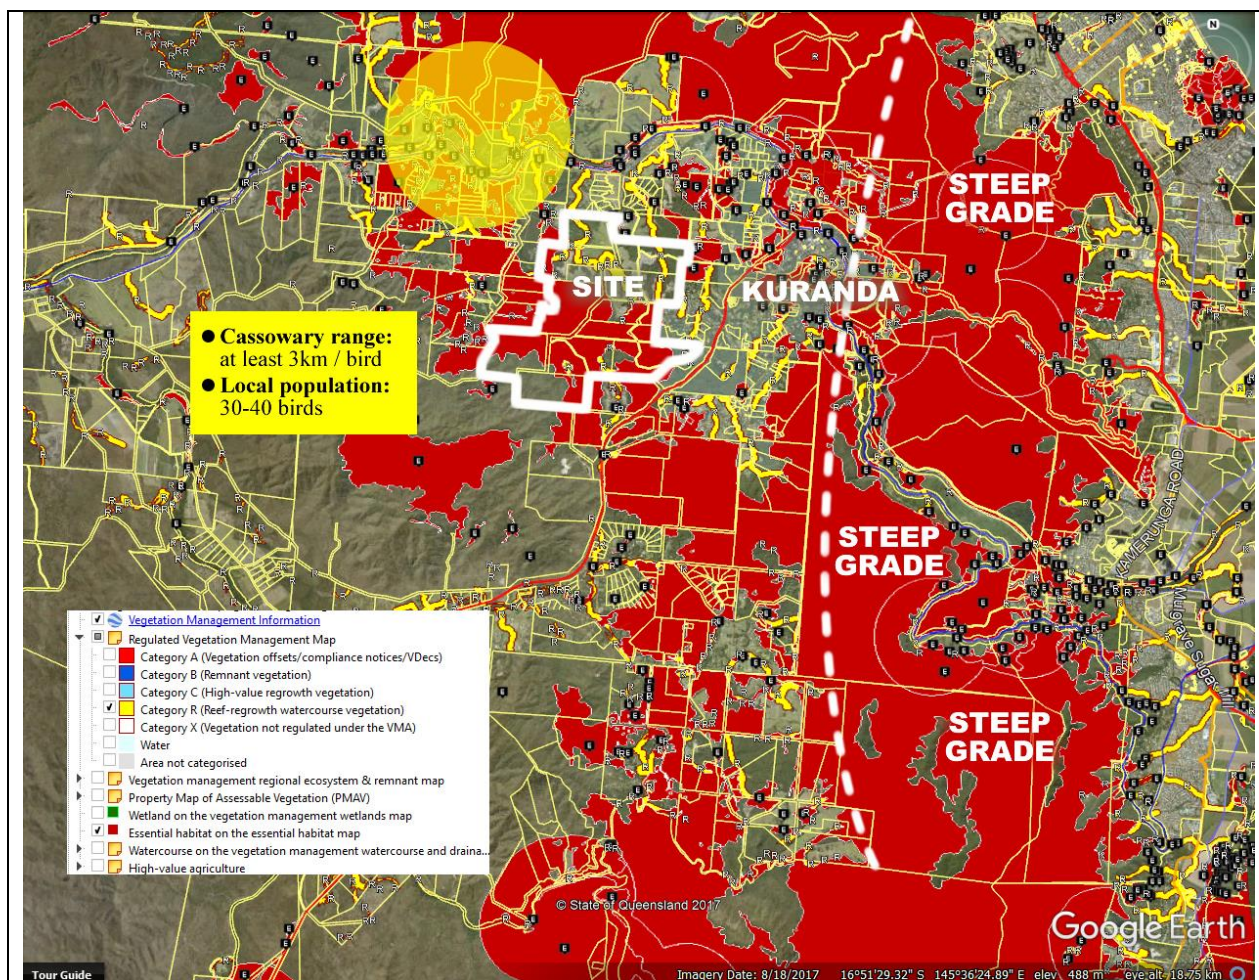 N
STEEP
GRADE
SITE
KURANDA
● Cassowary range:
at least 3km / bird
● Local population:
30-40 birds
STEEP
GRADE
KAMERUNGA ROAD
STEEP
GRADE
Vegetation Management Information
Regulated Vegetation Management Map
Category A (Vegetation offsets/compliance notices/VDecs)
Category B (Remnant vegetation)
Category C (High-value regrowth vegetation)
Category R (Reef-regrowth watercourse vegetation)
Category X (Vegetation not regulated under the VMA)
Water
Area not categorised
Vegetation management regional ecosystem & remnant map
Property Map of Assessable Vegetation (PMAV)
Wetland on the vegetation management wetlands map
Essential habitat on the essential habitat map
Watercourse on the vegetation management watercourse and draina...
High-value agriculture
© State of Queensland 2017
Google Earth
Tour Guide
Imagery Date: 8/18/2017 16°51'29.32" S 145°36'24.89" E elev 488 m eye alt 18.75 km